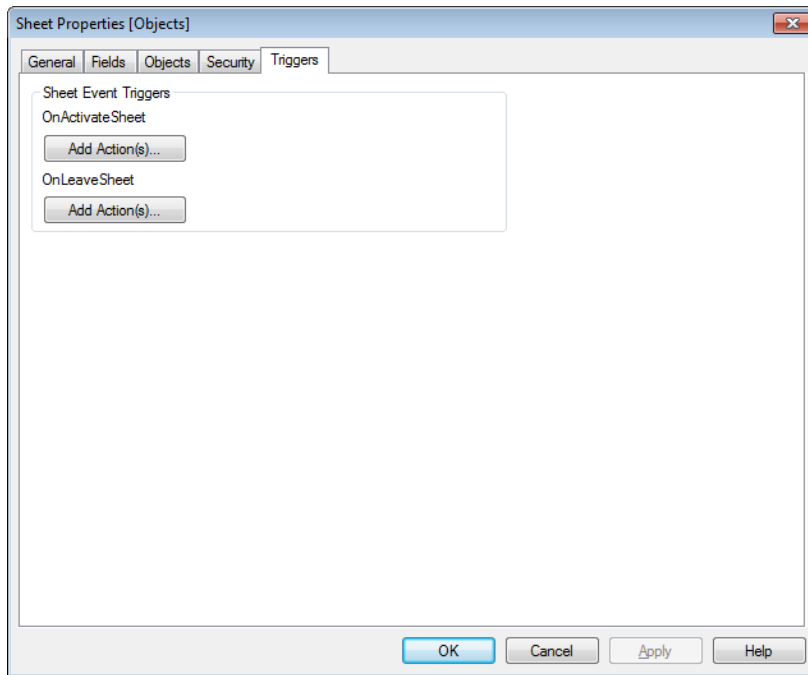 Sheet Properties [Objects]
General Fields Objects Security Triggers
Sheet Event Triggers
OnActivateSheet
Add Action(s)...
OnLeaveSheet
Add Action(s)...
OK Cancel Apply Help